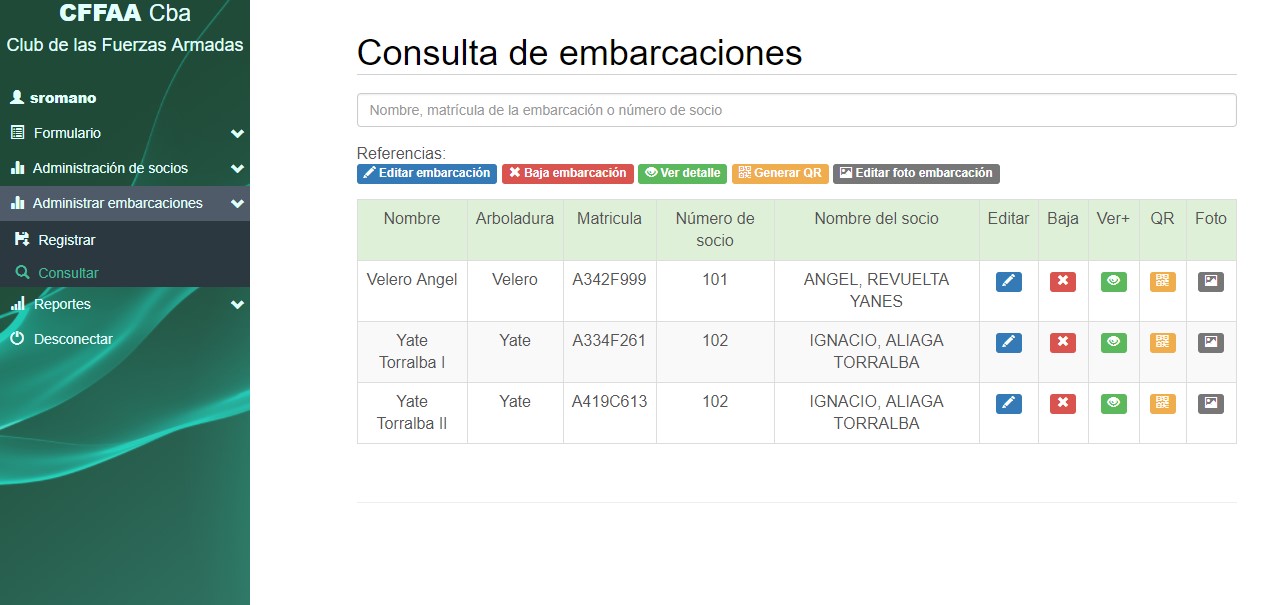 CFFAA Cba
Club de las Fuerzas Armadas
sromano
Formulario
Administración de socios
Administrar embarcaciones
Registrar
Consultar
Reportes
Desconectar
Consulta de embarcaciones
Nombre, matrícula de la embarcación o número de socio
Referencias:
Editar embarcación Baja embarcación Ver detalle Generar QR Editar foto embarcación
Nombre Arboladura Matricula Número de socio Nombre del socio Editar Baja Ver+ QR Foto
Velero Angel Velero A342F999 101 ANGEL, REVUELTA YANES
Yate Torralba I Yate A334F261 102 IGNACIO, ALIAGA TORRALBA
Yate Torralba II Yate A419C613 102 IGNACIO, ALIAGA TORRALBA